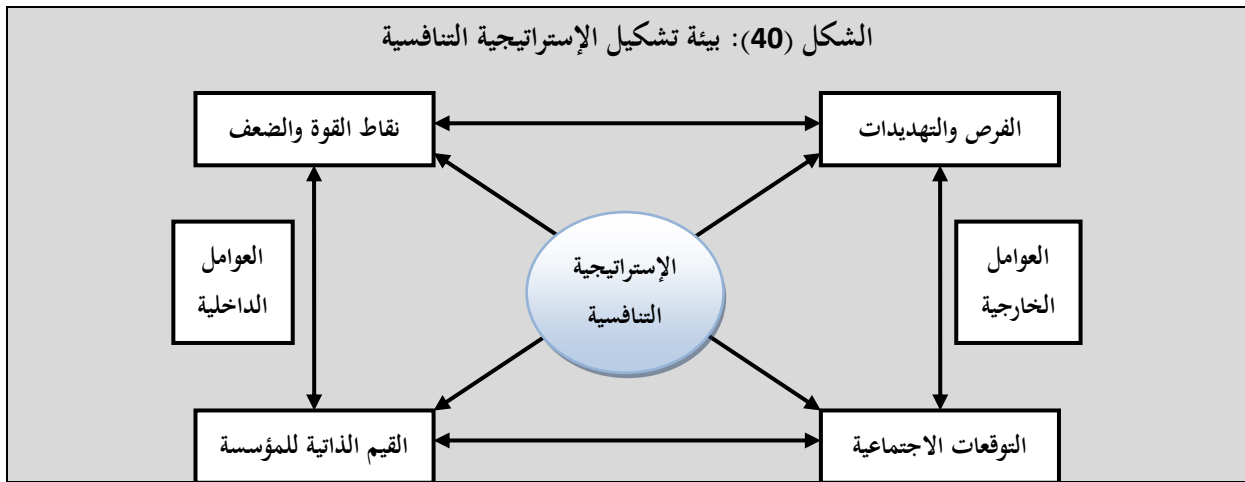 الشكل (40): بيئة تشكيل الإستراتيجية التنافسية
الفرص والتهديدات
نقاط القوة والضعف
العوامل
الخارجية
الإستراتيجية
التنافسية
العوامل
الداخلية
التوقعات الاجتماعية
القيم الذاتية للمؤسسة